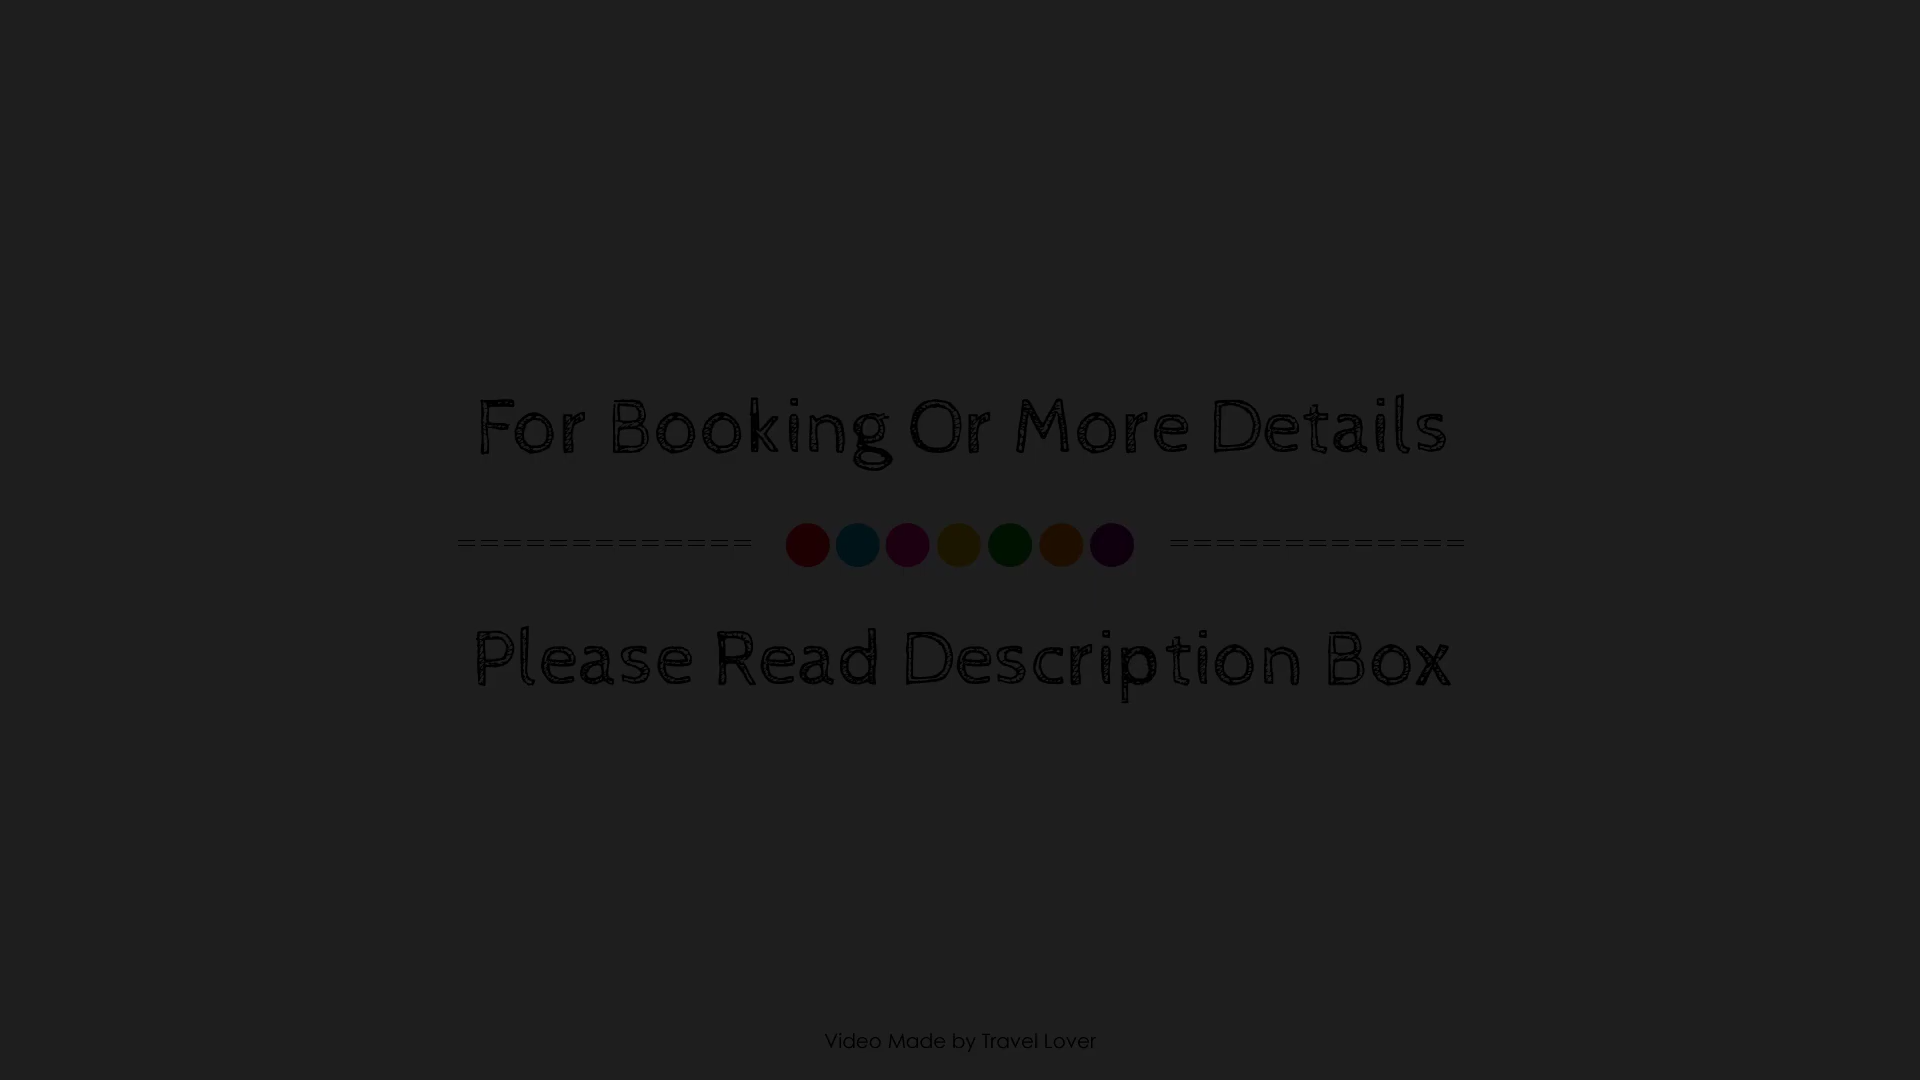 For Booking Or More Details
============= =============
Please Read Description Box
Video Made by Travel Lover